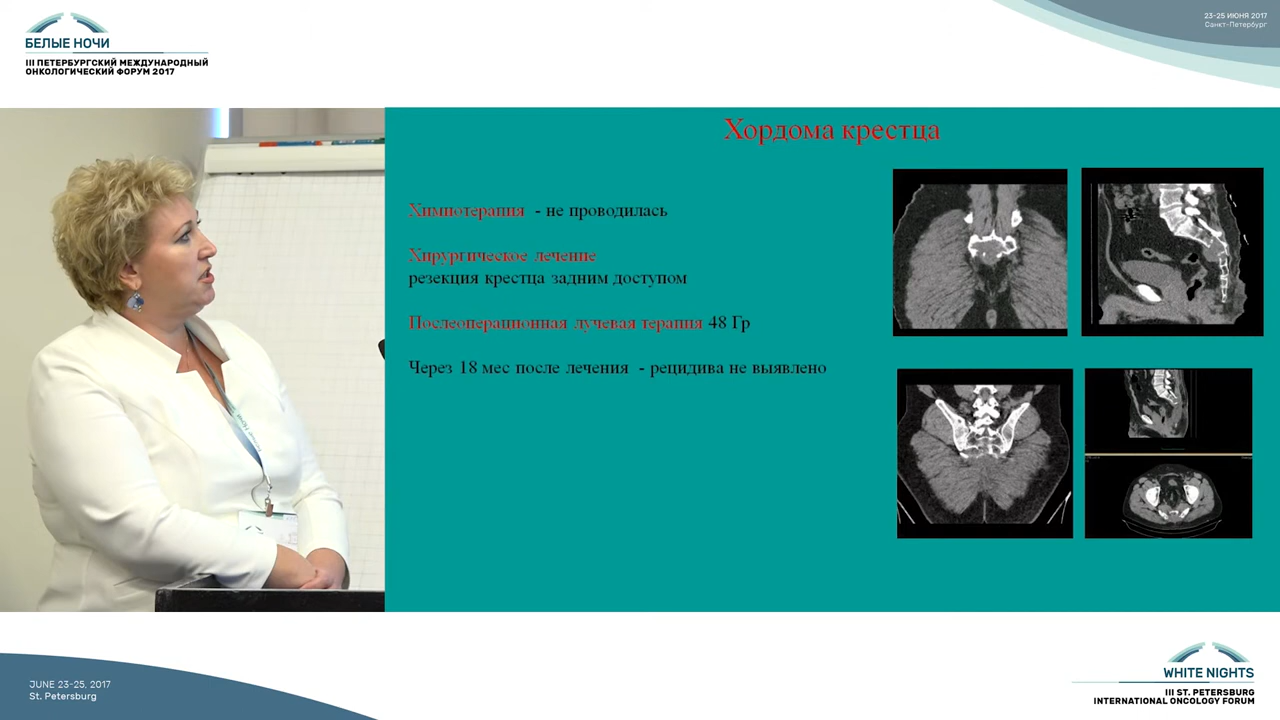 БЕЛЫЕ НОЧИ
III ПЕТЕРБУРГСКИЙ МЕЖДУНАРОДНЫЙ
ОНКОЛОГИЧЕСКИЙ ФОРУМ 2017
23-25 ИЮНЯ 2017
Санкт-Петербург
Хордома крестца
Химиотерапия - не проводилась
Хирургическое лечение
резекция крестца задним доступом
Послеоперационная лучевая терапия 48 Гр
Через 18 мес после лечения - рецидива не выявлено
JUNE 23-25, 2017
St. Petersburg
WHITE NIGHTS
III ST. PETERSBURG
INTERNATIONAL ONCOLOGY FORUM